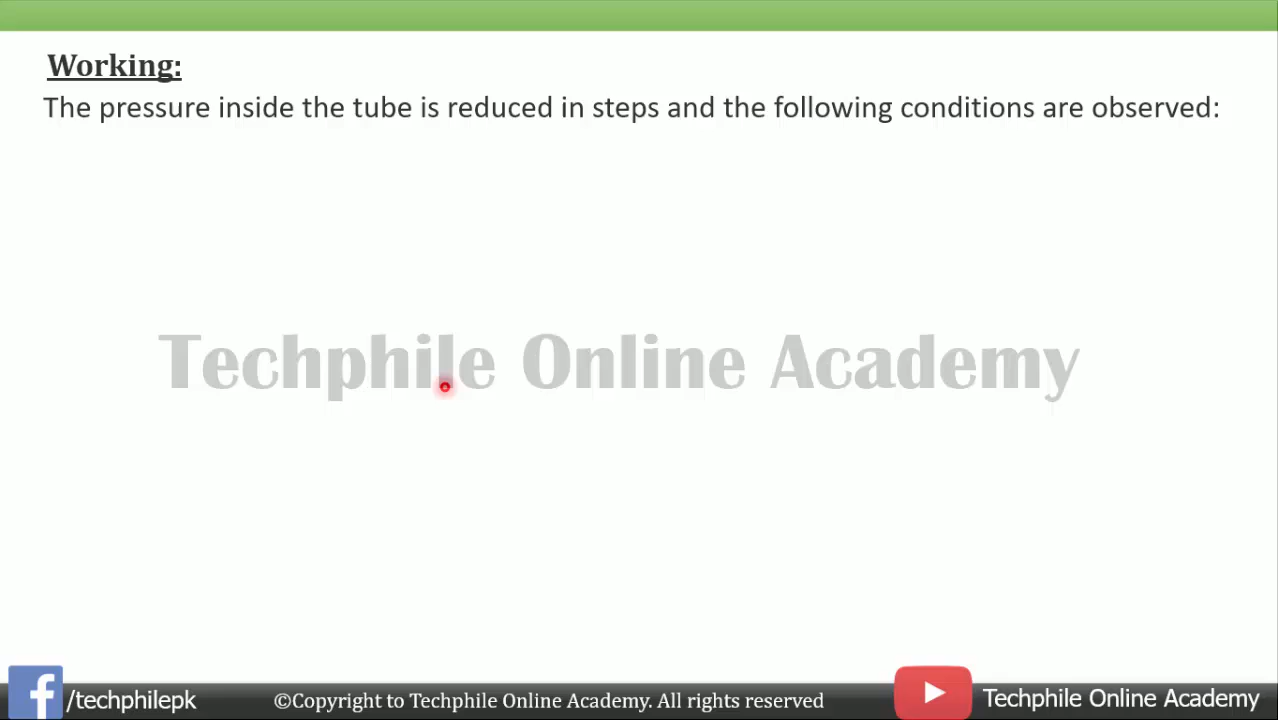 Working:
The pressure inside the tube is reduced in steps and the following conditions are observed:
Techphile Online Academy
/techphilepk
©Copyright to Techphile Online Academy. All rights reserved
Techphile Online Academy